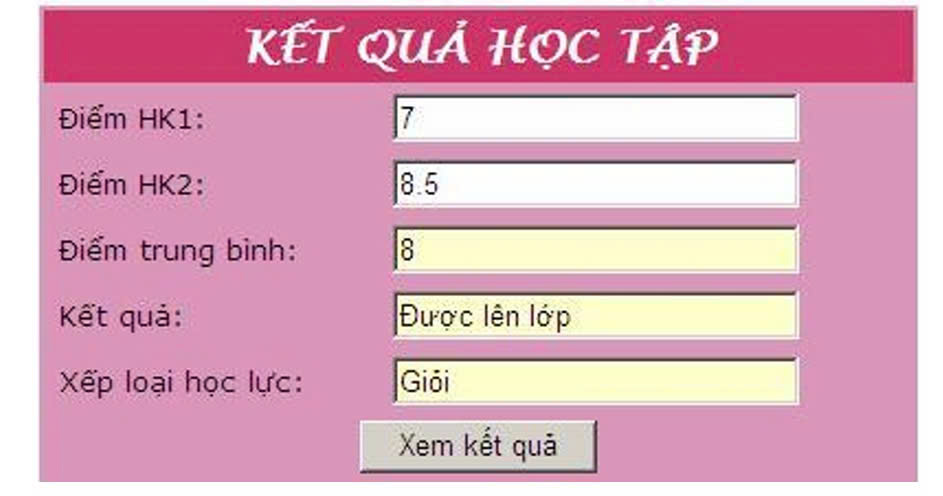 KẾT QUẢ HỌC TẬP
Điểm HK1: 7
Điểm HK2: 8.5
Điểm trung bình: 8
Kết quả: Được lên lớp
Xếp loại học lực: Giỏi
Xem kết quả